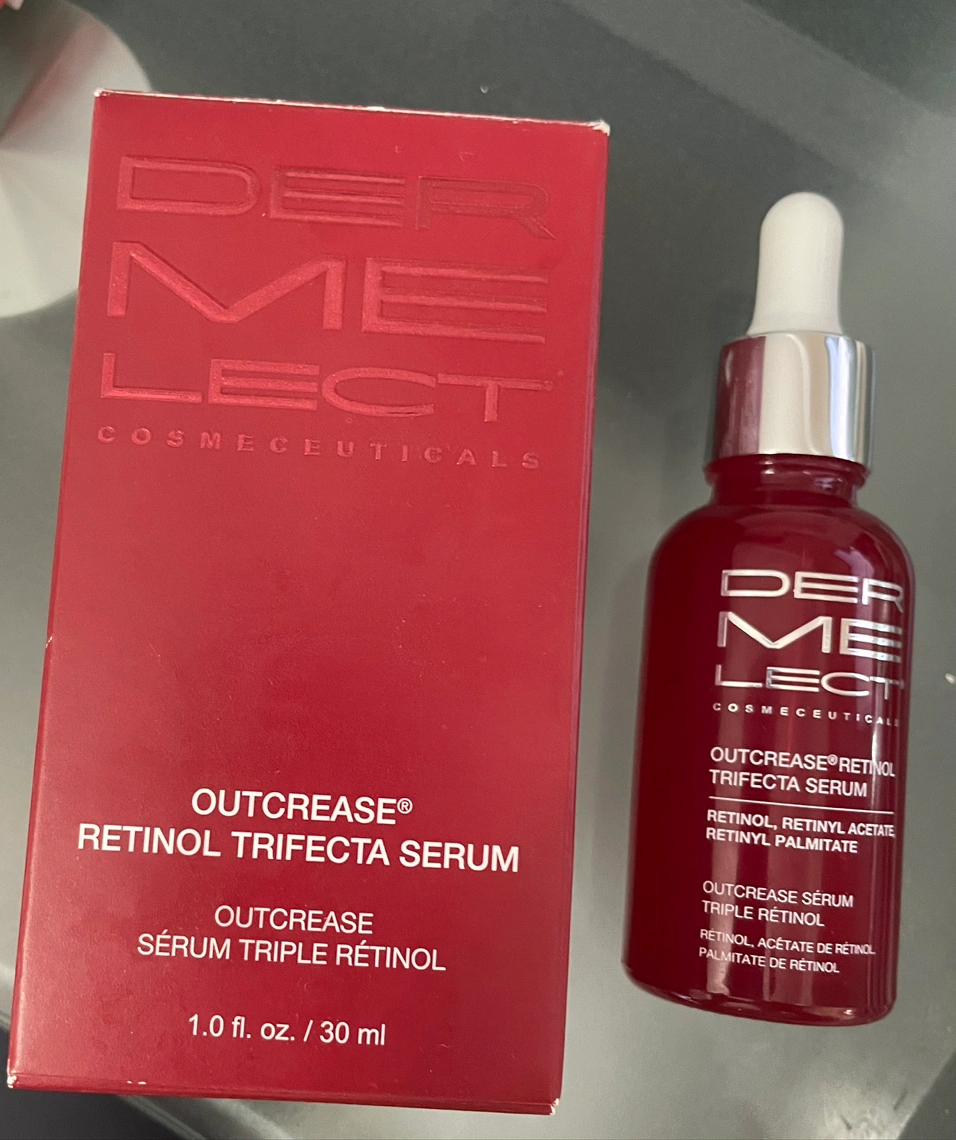 DER
ME
LECT
COSMECEUTICALS
OUTCREASE®
RETINOL TRIFECTA SERUM
OUTCREASE
SÉRUM TRIPLE RÉTINOL
1.0 fl. oz. / 30 ml
DER
ME
LECT
COSMECEUTICALS
OUTCREASE® RETINOL
TRIFECTA SERUM
RETINOL, RETINYL ACETATE,
RETINYL PALMITATE
OUTCREASE SÉRUM
TRIPLE RÉTINOL
RÉTINOL, ACÉTATE DE RÉTINOL
PALMITATE DE RÉTINOL